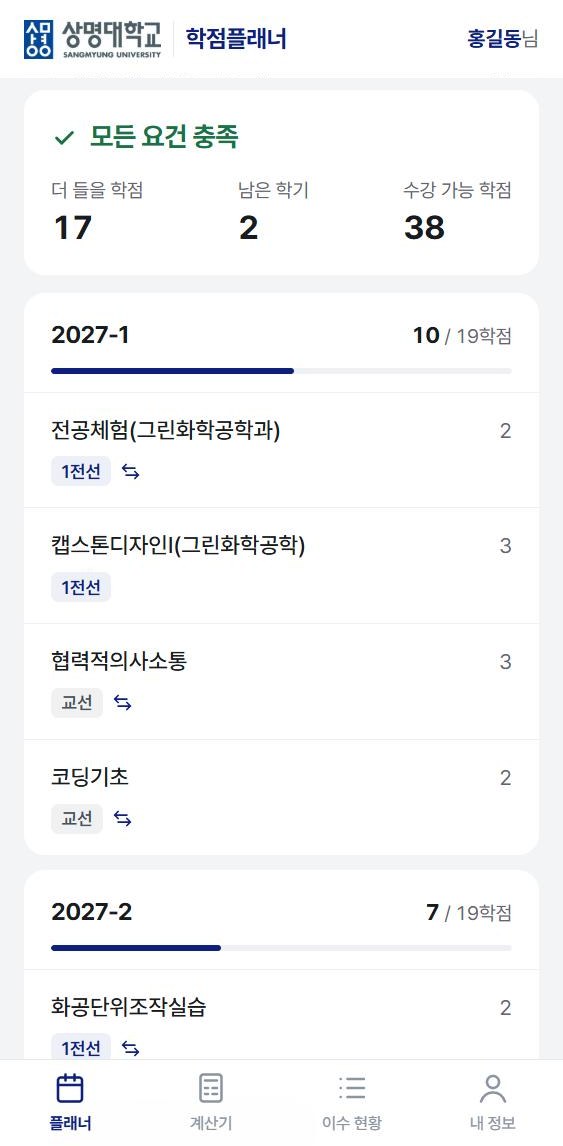 상명대학교
SANGMYUNG UNIVERSITY
학점플래너
홍길동님
모든 요건 충족
더 들을 학점 남은 학기 수강 가능 학점
17 2 38
2027-1 10 / 19학점
전공체험(그린화학공학과) 2
1전선
캡스톤디자인I(그린화학공학) 3
1전선
협력적의사소통 3
교선
코딩기초 2
교선
2027-2 7 / 19학점
화공단위조작실습 2
1전선
플래너 계산기 이수 현황 내 정보